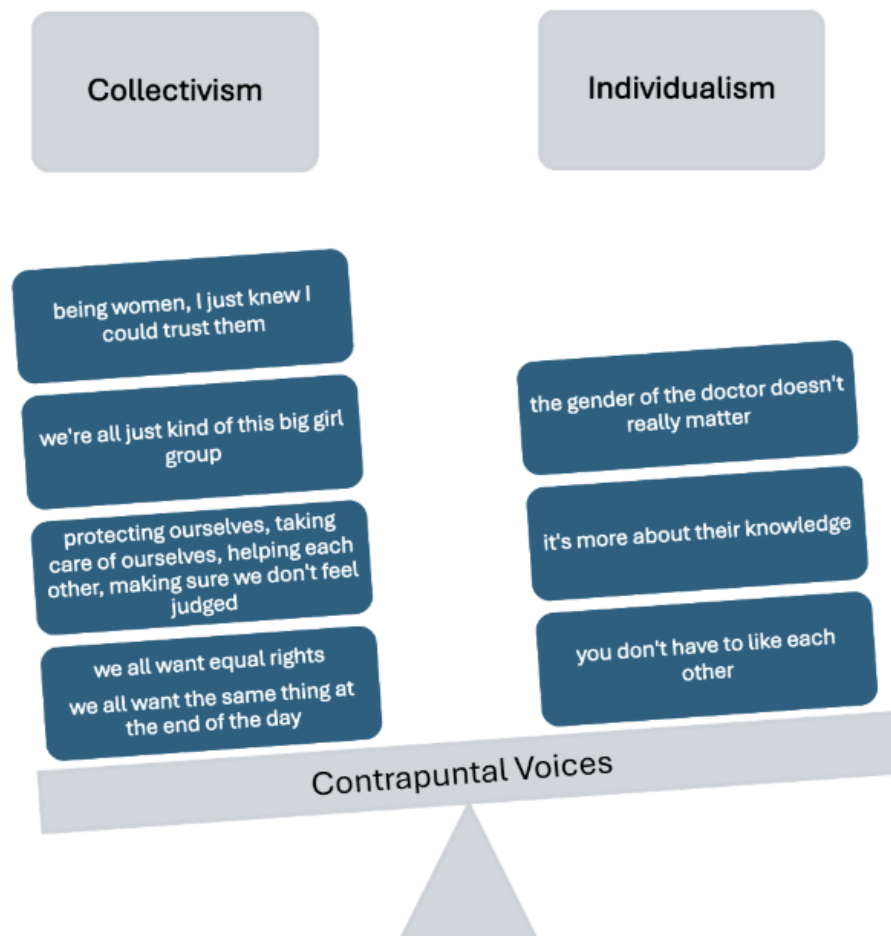 Collectivism
Individualism
being women, I just knew I
could trust them
we're all just kind of this big girl
group
protecting ourselves, taking
care of ourselves, helping each
other, making sure we don't feel
judged
we all want equal rights
we all want the same thing at
the end of the day
the gender of the doctor doesn't
really matter
it's more about their knowledge
you don't have to like each
other
Contrapuntal Voices